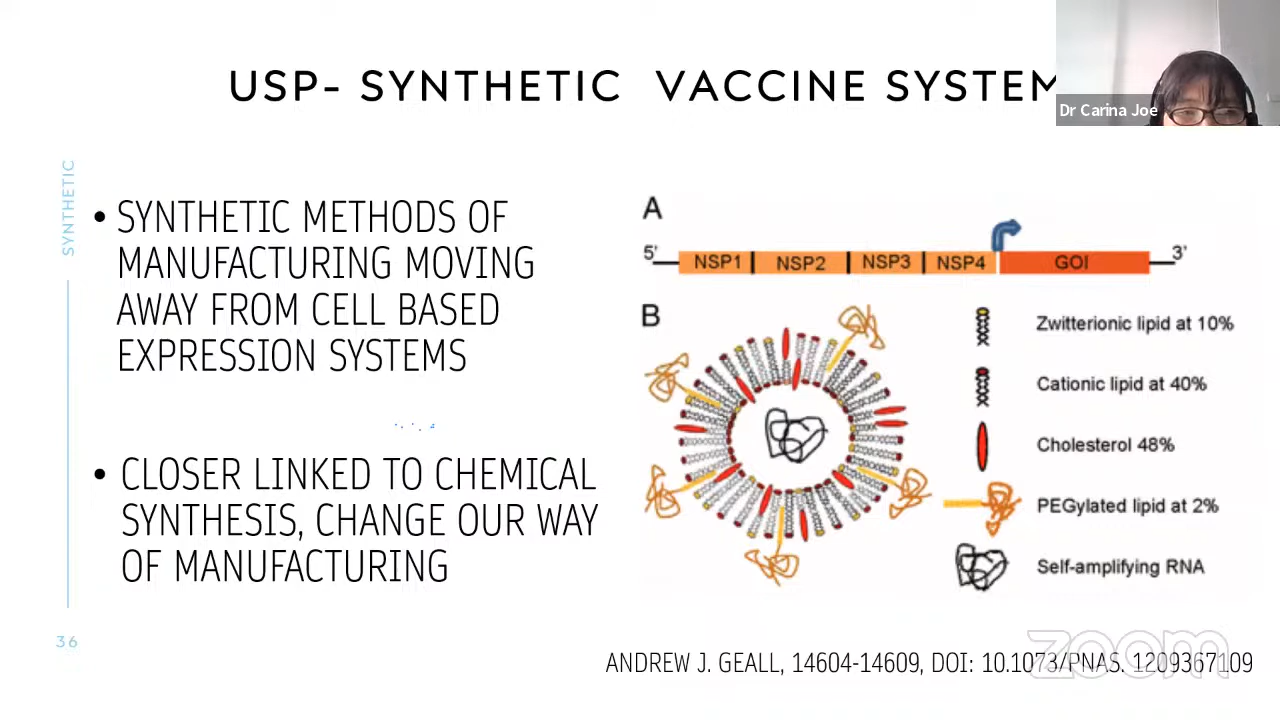 USP- SYNTHETIC VACCINE SYSTEM
Dr Carina Joe
SYNTHETIC
• SYNTHETIC METHODS OF
MANUFACTURING MOVING
AWAY FROM CELL BASED
EXPRESSION SYSTEMS
• CLOSER LINKED TO CHEMICAL
SYNTHESIS, CHANGE OUR WAY
OF MANUFACTURING
36
A
5' NSP1 NSP2 NSP3 NSP4 GOI 3'
B
Zwitterionic lipid at 10%
Cationic lipid at 40%
Cholesterol 48%
PEGylated lipid at 2%
Self-amplifying RNA
ANDREW J. GEALL, 14604-14609, DOI: 10.1073/PNAS. 1209367109
zoom